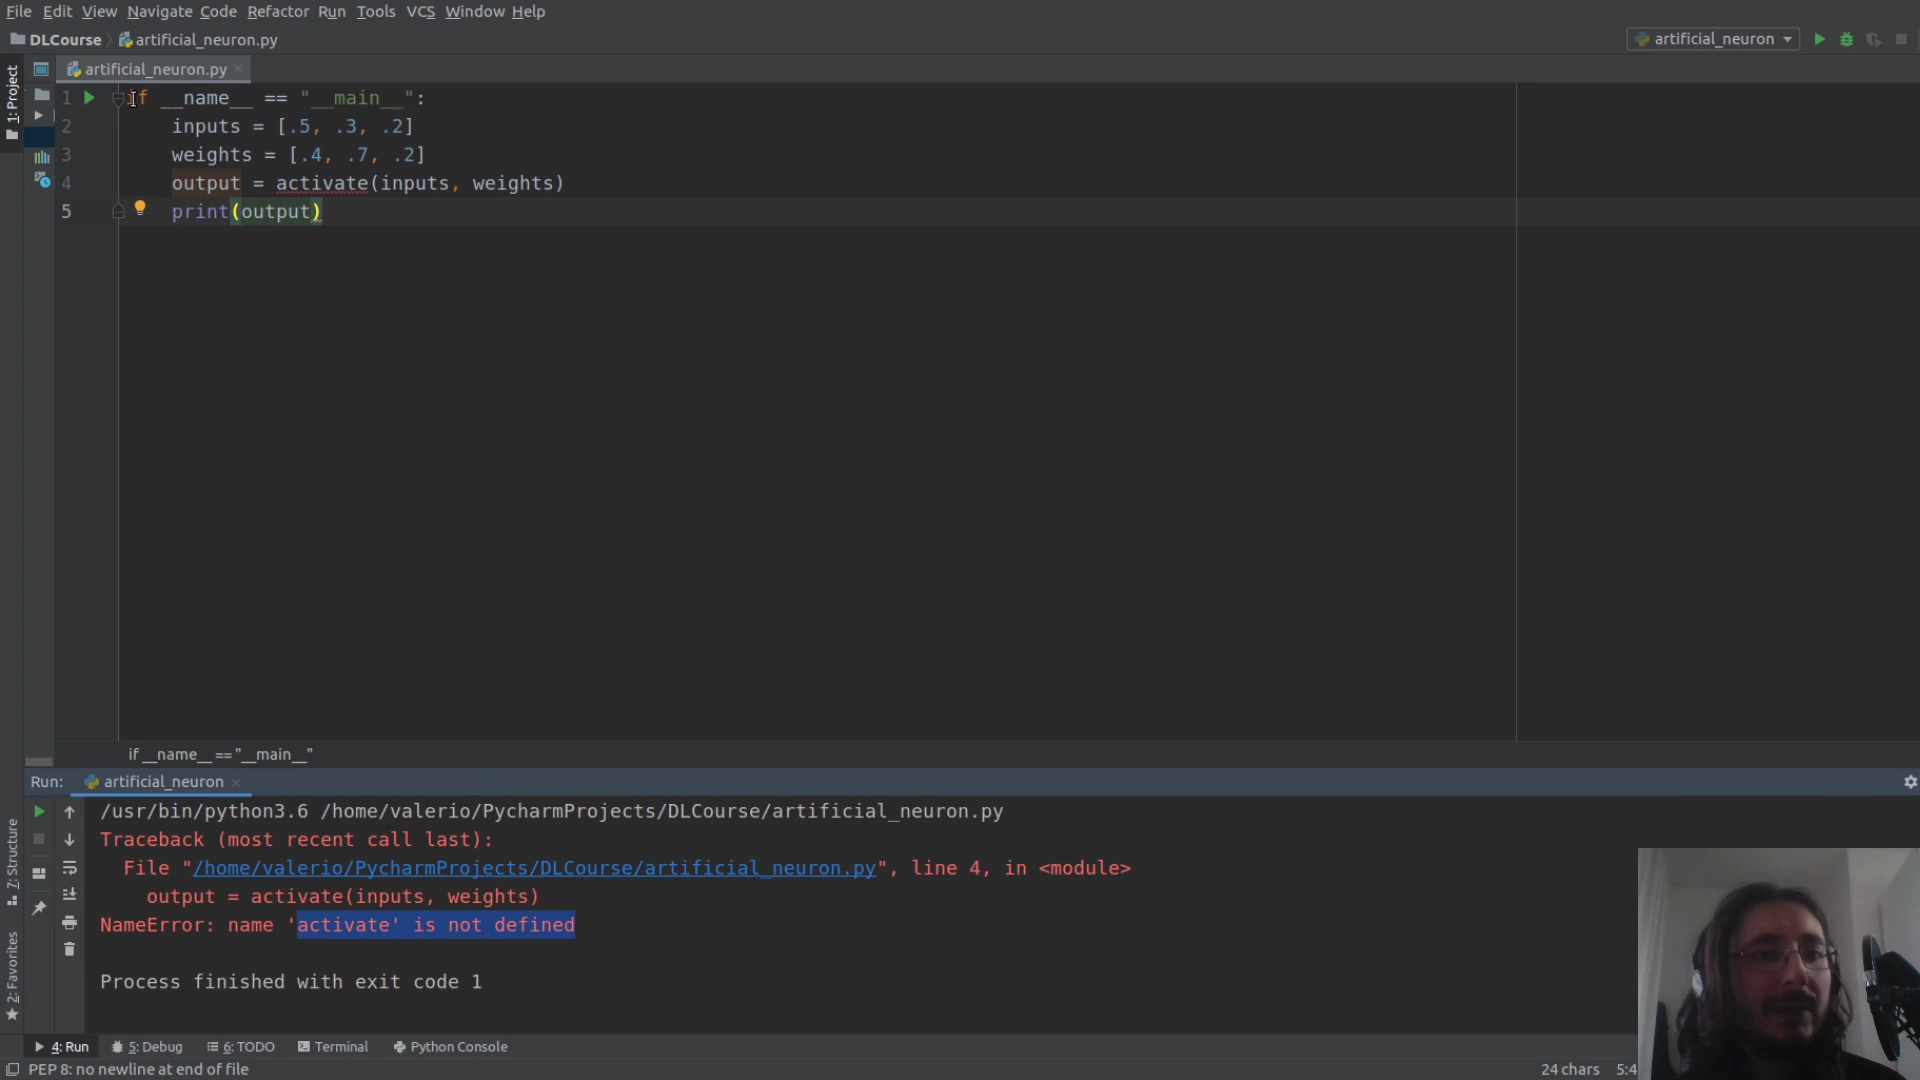 File Edit View Navigate Code Refactor Run Tools VCS Window Help
DLCourse artificial_neuron.py
artificial_neuron
1: Project
artificial_neuron.py
1 if __name__ == "__main__":
2 inputs = [.5, .3, .2]
3 weights = [.4, .7, .2]
4 output = activate(inputs, weights)
5 print(output)
if __name__ == "__main__"
Run: artificial_neuron
/usr/bin/python3.6 /home/valerio/PycharmProjects/DLCourse/artificial_neuron.py
Traceback (most recent call last):
File "/home/valerio/PycharmProjects/DLCourse/artificial_neuron.py", line 4, in <module>
output = activate(inputs, weights)
NameError: name 'activate' is not defined
Process finished with exit code 1
7: Structure
2: Favorites
4: Run 5: Debug 6: TODO Terminal Python Console
PEP 8: no newline at end of file
24 chars 5:4